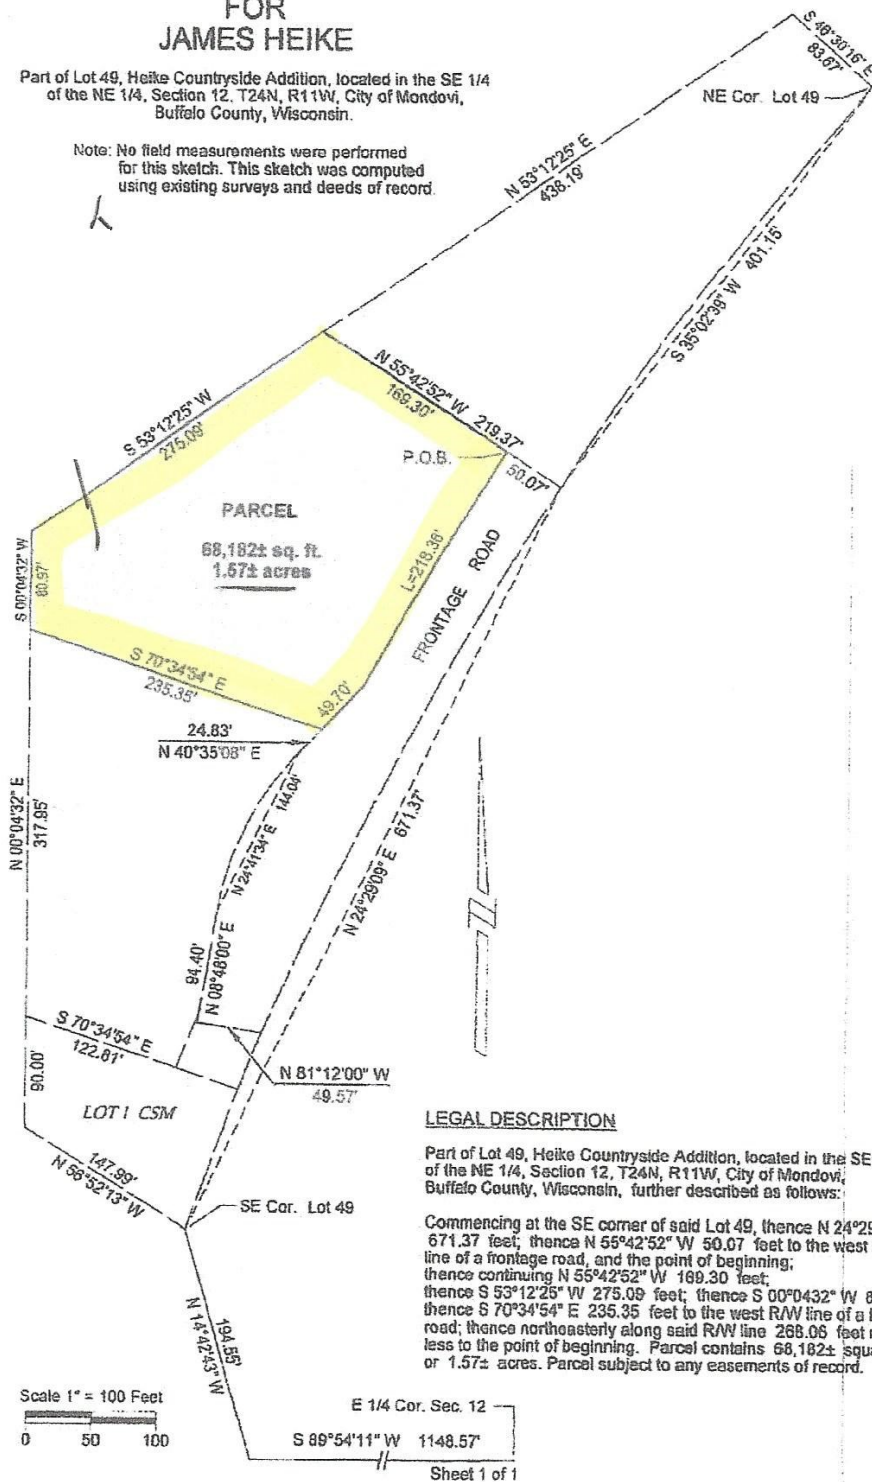 FOR
JAMES HEIKE
Part of Lot 49, Heike Countryside Addition, located in the SE 1/4
of the NE 1/4, Section 12, T24N, R11W, City of Mondovi,
Buffalo County, Wisconsin.
Note: No field measurements were performed
for this sketch. This sketch was computed
using existing surveys and deeds of record.
S 48°30'16" E
83.67'
NE Cor. Lot 49
N 53°12'25" E
438.19'
S 35°02'39" W 401.15'
N 55°42'52" W 219.37'
169.30'
S 53°12'25" W
275.09'
P.O.B.
50.07'
PARCEL
68,182± sq. ft.
1.57± acres
L=218.36'
FRONTAGE ROAD
S 00°04'32" W
80.97'
S 70°34'54" E
235.35'
49.70'
24.83'
N 40°35'08" E
N 00°04'32" E
317.95'
N 24°41'34" E 144.04'
N 24°29'09" E 671.37'
94.40'
N 08°48'00" E
S 70°34'54" E
122.81'
90.00'
N 81°12'00" W
49.57'
LOT 1 CSM
147.99'
N 56°52'13" W
SE Cor. Lot 49
LEGAL DESCRIPTION
Part of Lot 49, Heike Countryside Addition, located in the SE
of the NE 1/4, Section 12, T24N, R11W, City of Mondovi,
Buffalo County, Wisconsin, further described as follows:
Commencing at the SE corner of said Lot 49, thence N 24°29
671.37 feet; thence N 55°42'52" W 50.07 feet to the west
line of a frontage road, and the point of beginning;
thence continuing N 55°42'52" W 169.30 feet;
thence S 53°12'25" W 275.09 feet; thence S 00°0432" W 8
thence S 70°34'54" E 235.35 feet to the west R/W line of a f
road; thence northeasterly along said R/W line 268.06 feet
less to the point of beginning. Parcel contains 68,182± squa
or 1.57± acres. Parcel subject to any easements of record.
194.55'
N 14°42'43" W
Scale 1" = 100 Feet
0 50 100
E 1/4 Cor. Sec. 12
S 89°54'11" W 1148.57'
Sheet 1 of 1